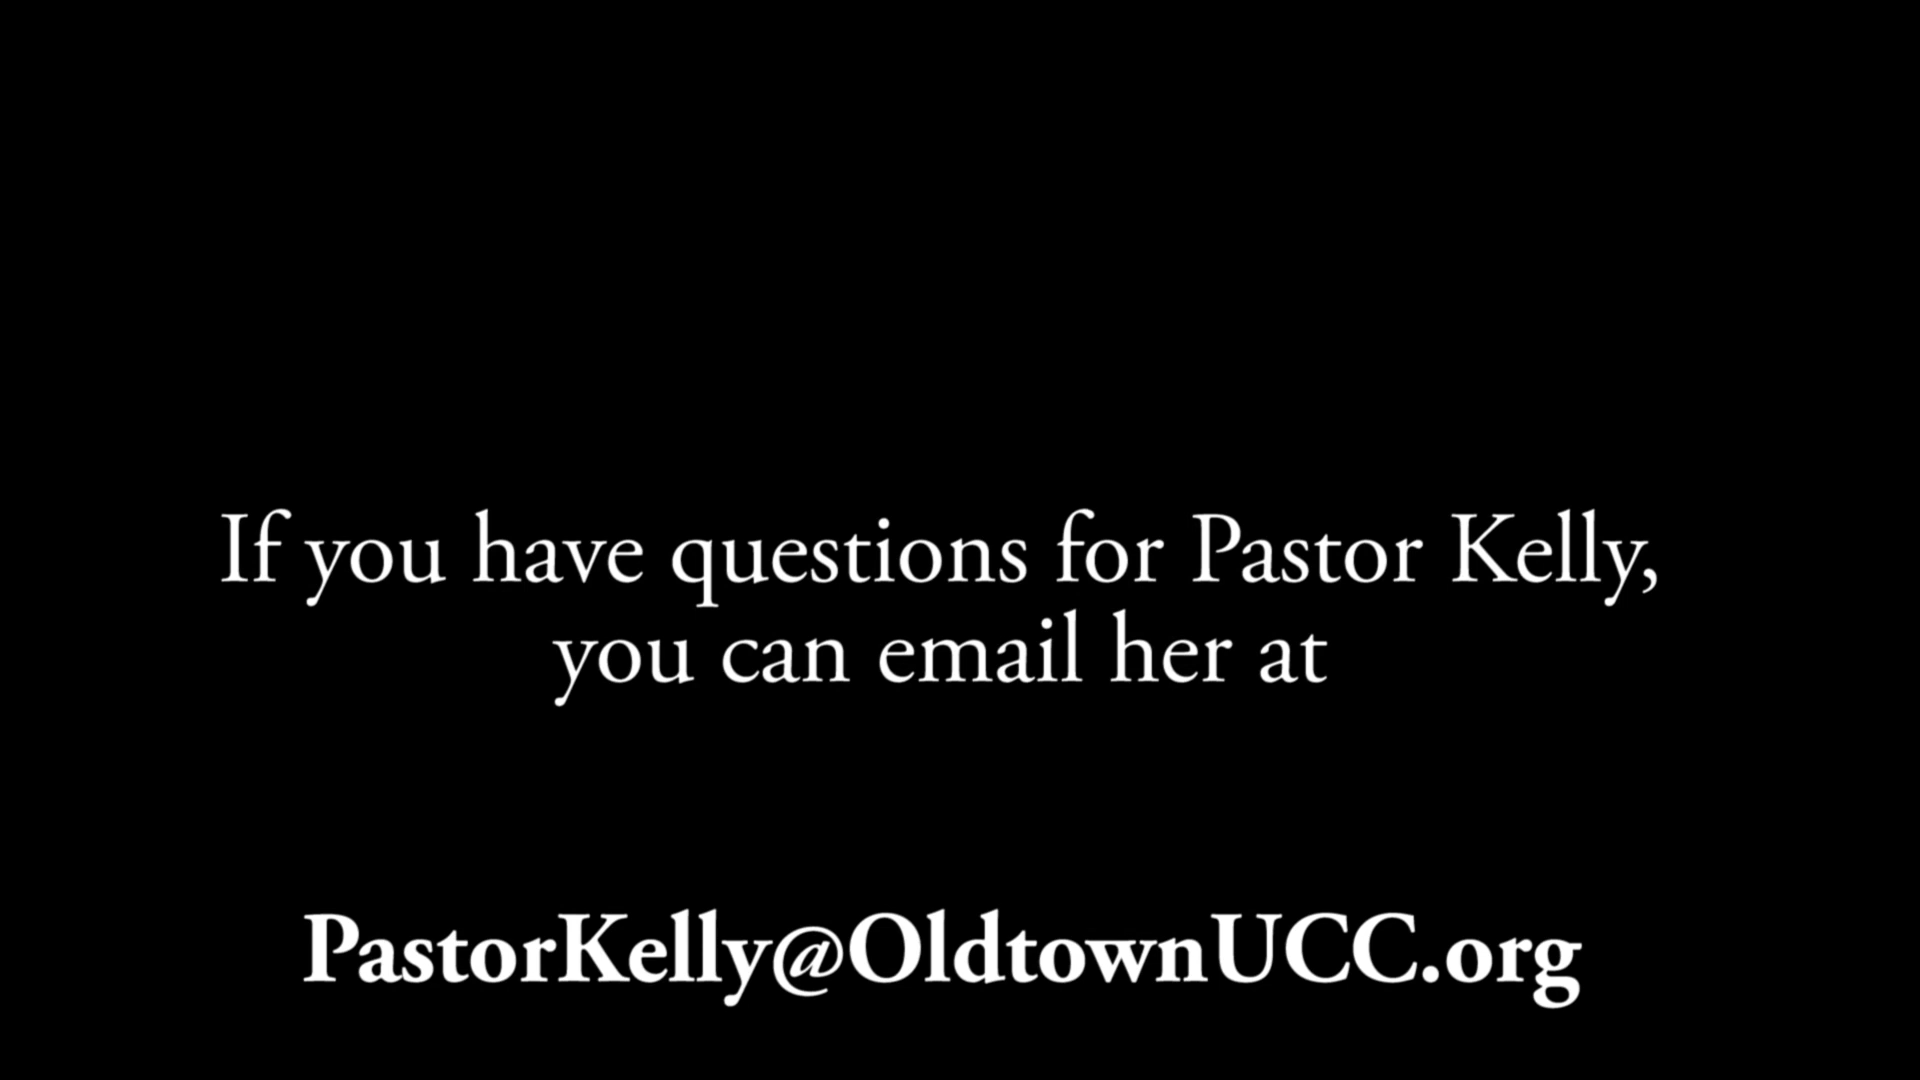 If you have questions for Pastor Kelly,
you can email her at
PastorKelly@OldtownUCC.org